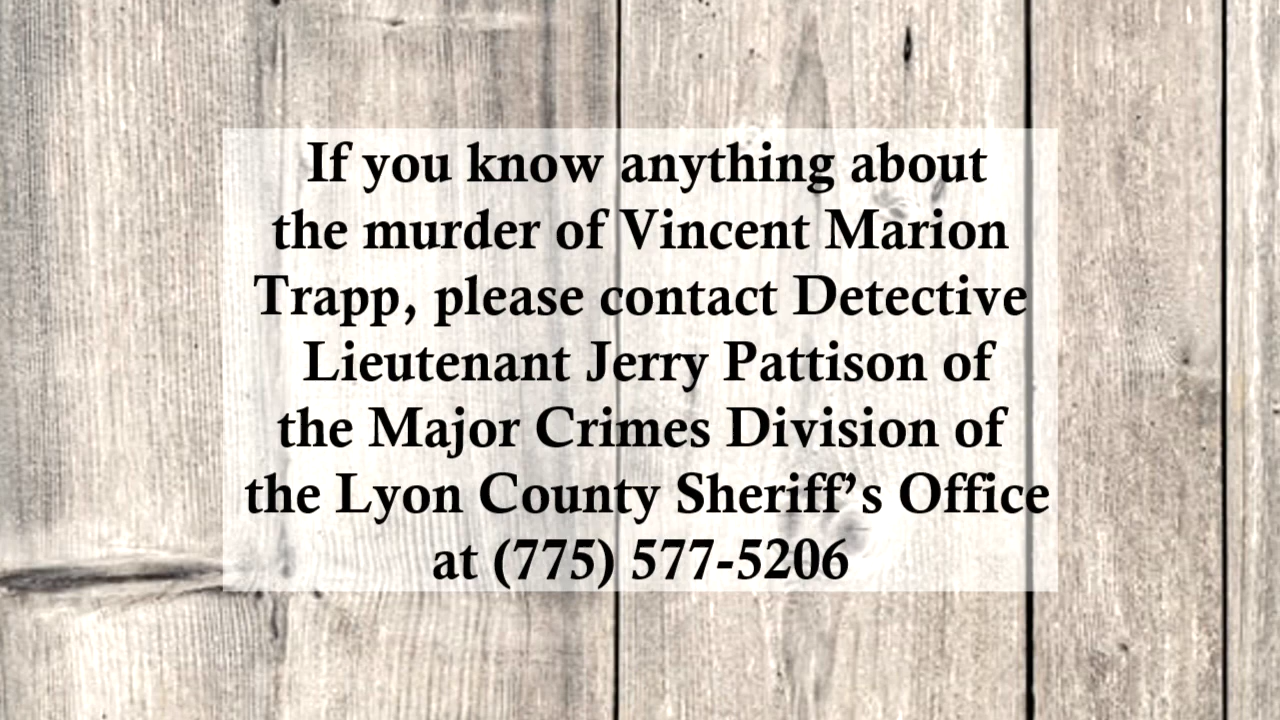 If you know anything about
the murder of Vincent Marion
Trapp, please contact Detective
Lieutenant Jerry Pattison of
the Major Crimes Division of
the Lyon County Sheriff’s Office
at (775) 577-5206